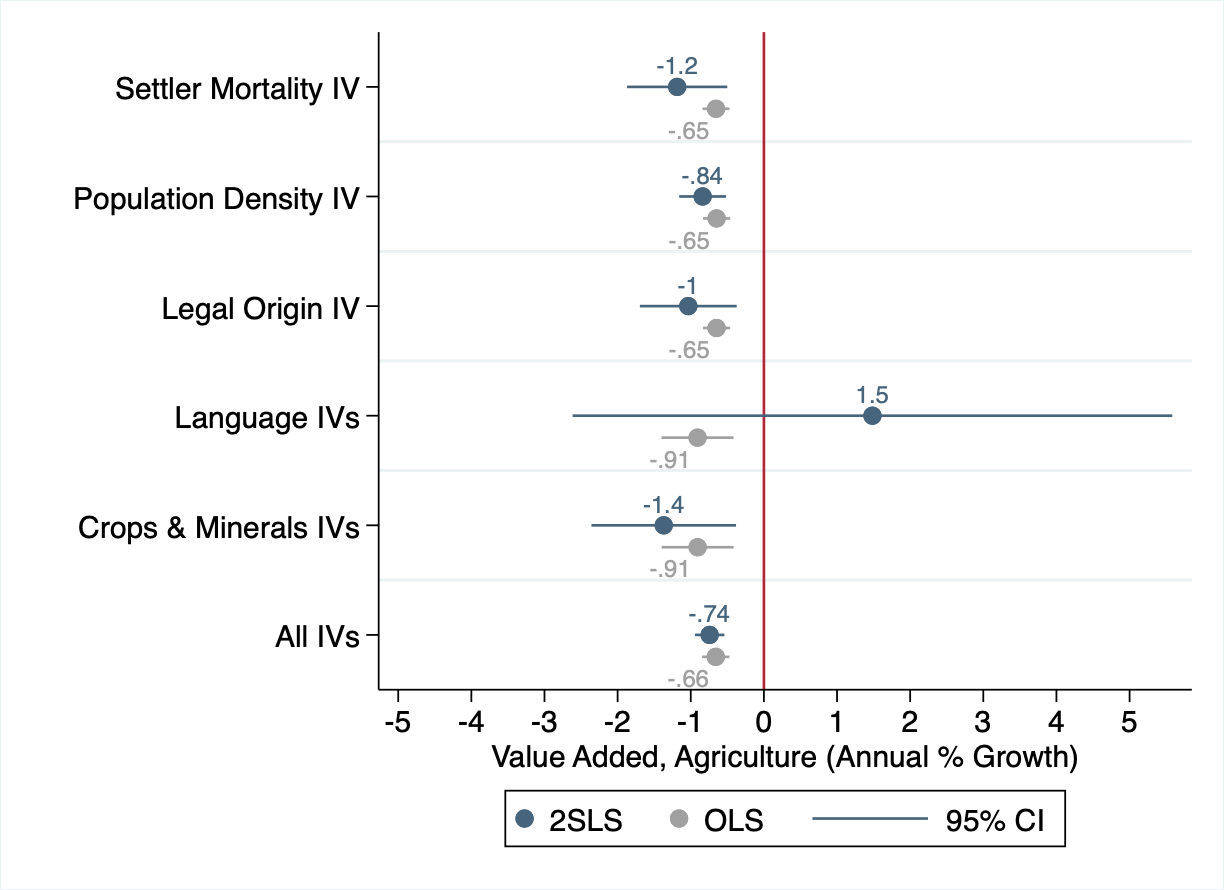 -1.2
Settler Mortality IV
-.65
-.84
Population Density IV
-.65
-1
Legal Origin IV
-.65
1.5
Language IVs
-.91
-1.4
Crops & Minerals IVs
-.91
-.74
All IVs
-.66
-5 -4 -3 -2 -1 0 1 2 3 4 5
Value Added, Agriculture (Annual % Growth)
2SLS OLS 95% CI